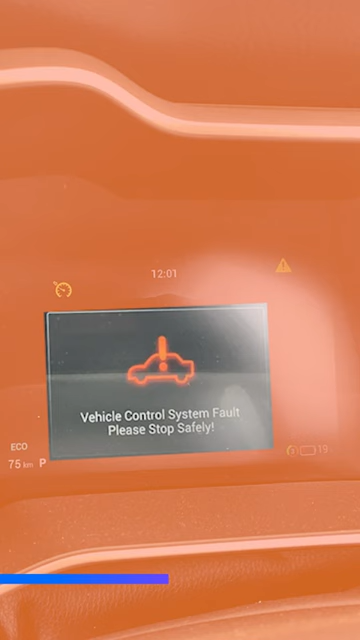 12:01
Vehicle Control System Fault
Please Stop Safely!
ECO
75 km P
19